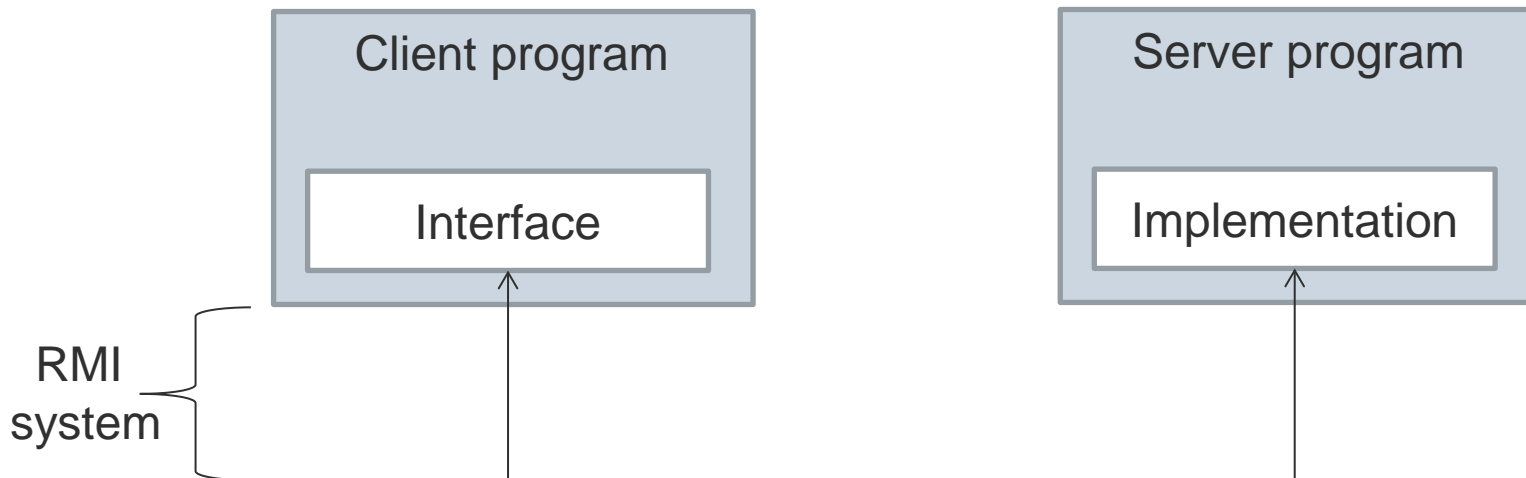 Client program
Server program
Interface
Implementation
RMI
system